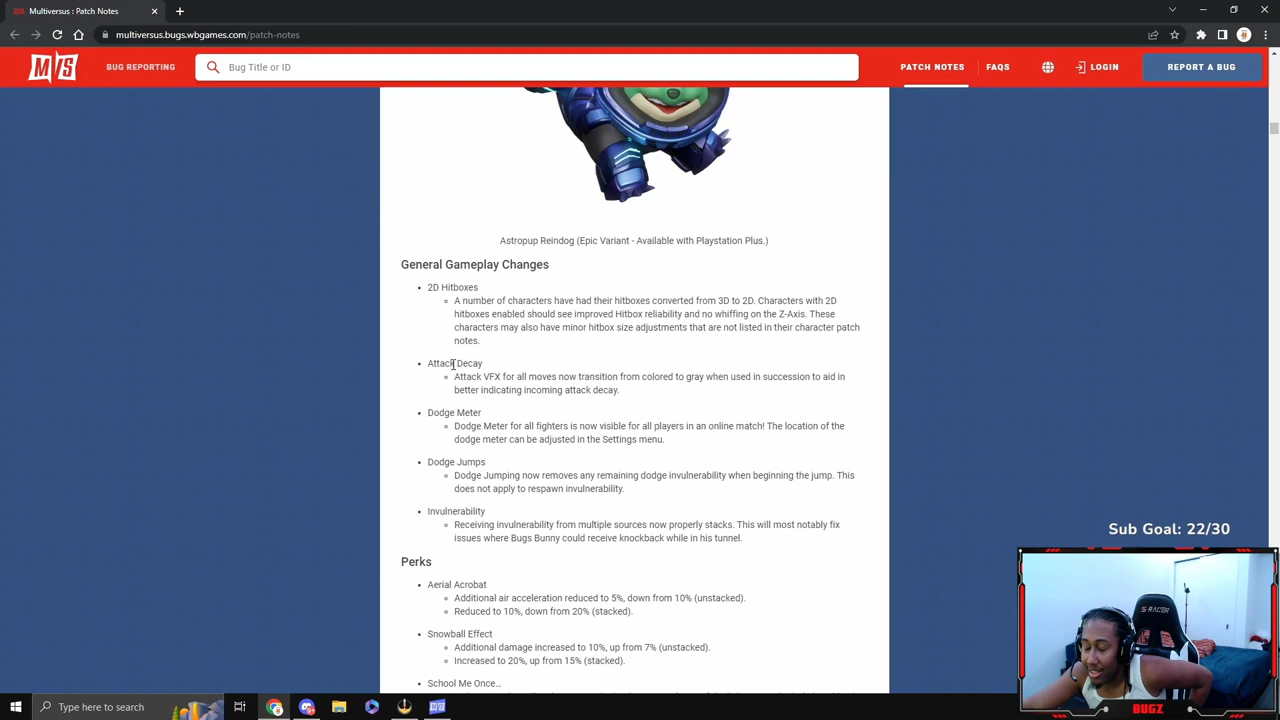 Multiversus : Patch Notes
multiversus.bugs.wbgames.com/patch-notes
MVS
BUG REPORTING
Bug Title or ID
PATCH NOTES
FAQS
LOGIN
REPORT A BUG
Astropup Reindog (Epic Variant - Available with Playstation Plus.)
General Gameplay Changes
2D Hitboxes
A number of characters have had their hitboxes converted from 3D to 2D. Characters with 2D
hitboxes enabled should see improved Hitbox reliability and no whiffing on the Z-Axis. These
characters may also have minor hitbox size adjustments that are not listed in their character patch
notes.
Attack Decay
Attack VFX for all moves now transition from colored to gray when used in succession to aid in
better indicating incoming attack decay.
Dodge Meter
Dodge Meter for all fighters is now visible for all players in an online match! The location of the
dodge meter can be adjusted in the Settings menu.
Dodge Jumps
Dodge Jumping now removes any remaining dodge invulnerability when beginning the jump. This
does not apply to respawn invulnerability.
Invulnerability
Receiving invulnerability from multiple sources now properly stacks. This will most notably fix
issues where Bugs Bunny could receive knockback while in his tunnel.
Perks
Aerial Acrobat
Additional air acceleration reduced to 5%, down from 10% (unstacked).
Reduced to 10%, down from 20% (stacked).
Snowball Effect
Additional damage increased to 10%, up from 7% (unstacked).
Increased to 20%, up from 15% (stacked).
School Me Once...
Sub Goal: 22/30
S-RACER
BUGZ
Type here to search